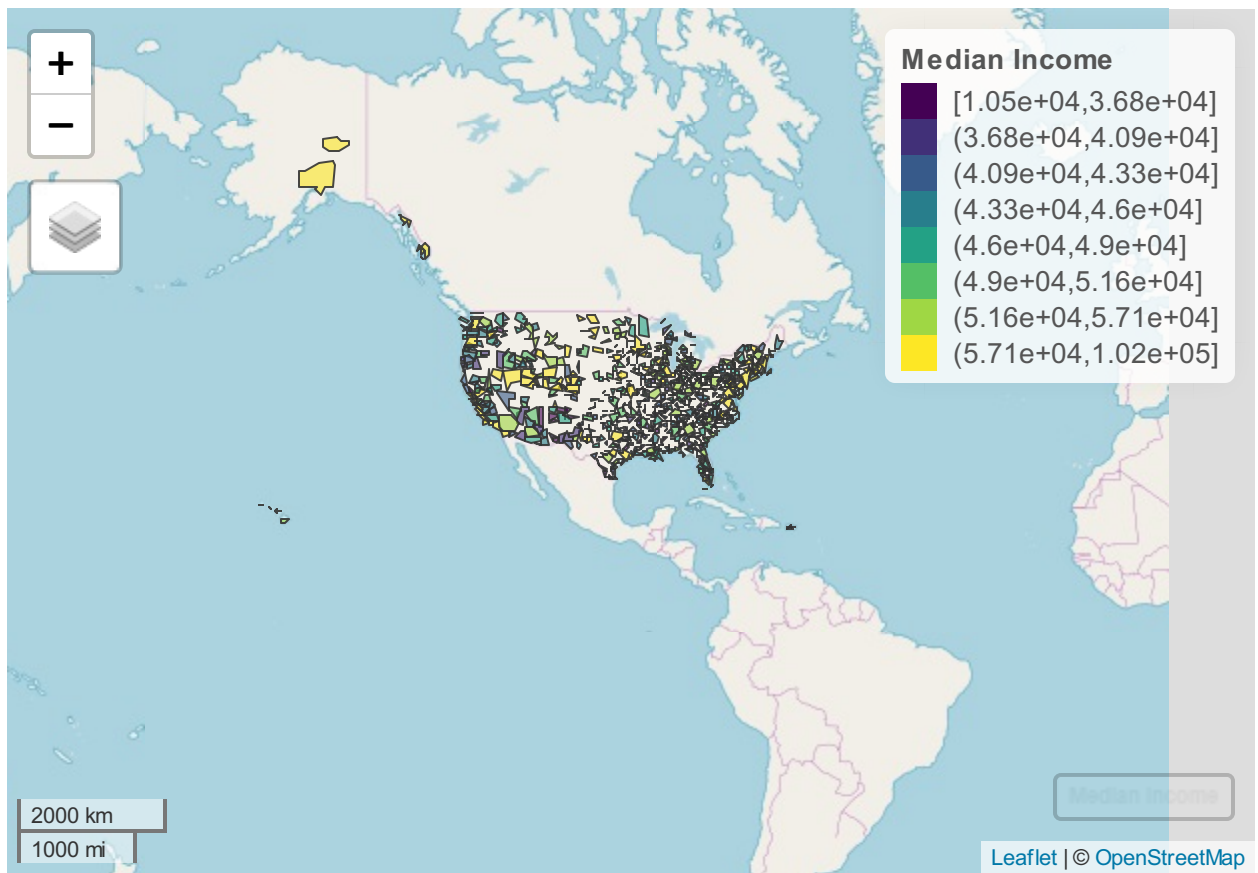 +
−
Median Income
[1.05e+04,3.68e+04]
(3.68e+04,4.09e+04]
(4.09e+04,4.33e+04]
(4.33e+04,4.6e+04]
(4.6e+04,4.9e+04]
(4.9e+04,5.16e+04]
(5.16e+04,5.71e+04]
(5.71e+04,1.02e+05]
Median Income
2000 km
1000 mi
Leaflet | © OpenStreetMap